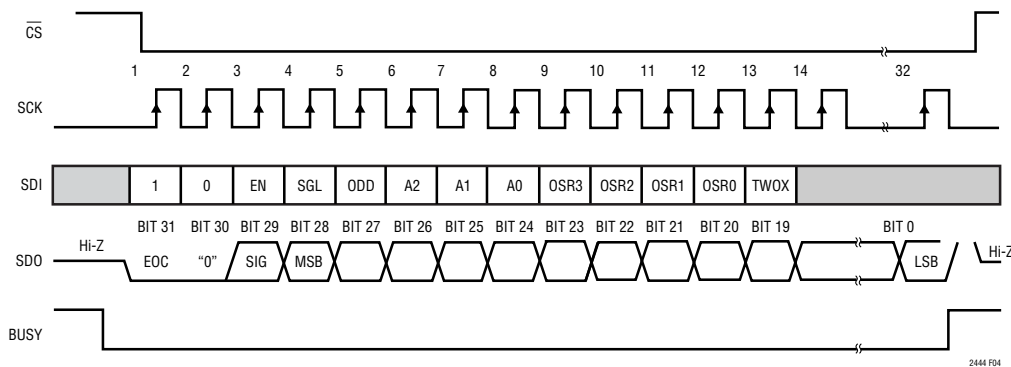 CS
1 2 3 4 5 6 7 8 9 10 11 12 13 14 32
SCK
SDI 1 0 EN SGL ODD A2 A1 A0 OSR3 OSR2 OSR1 OSR0 TWOX
BIT 31 BIT 30 BIT 29 BIT 28 BIT 27 BIT 26 BIT 25 BIT 24 BIT 23 BIT 22 BIT 21 BIT 20 BIT 19 BIT 0
SDO Hi-Z EOC “0” SIG MSB LSB Hi-Z
BUSY
2444 F04